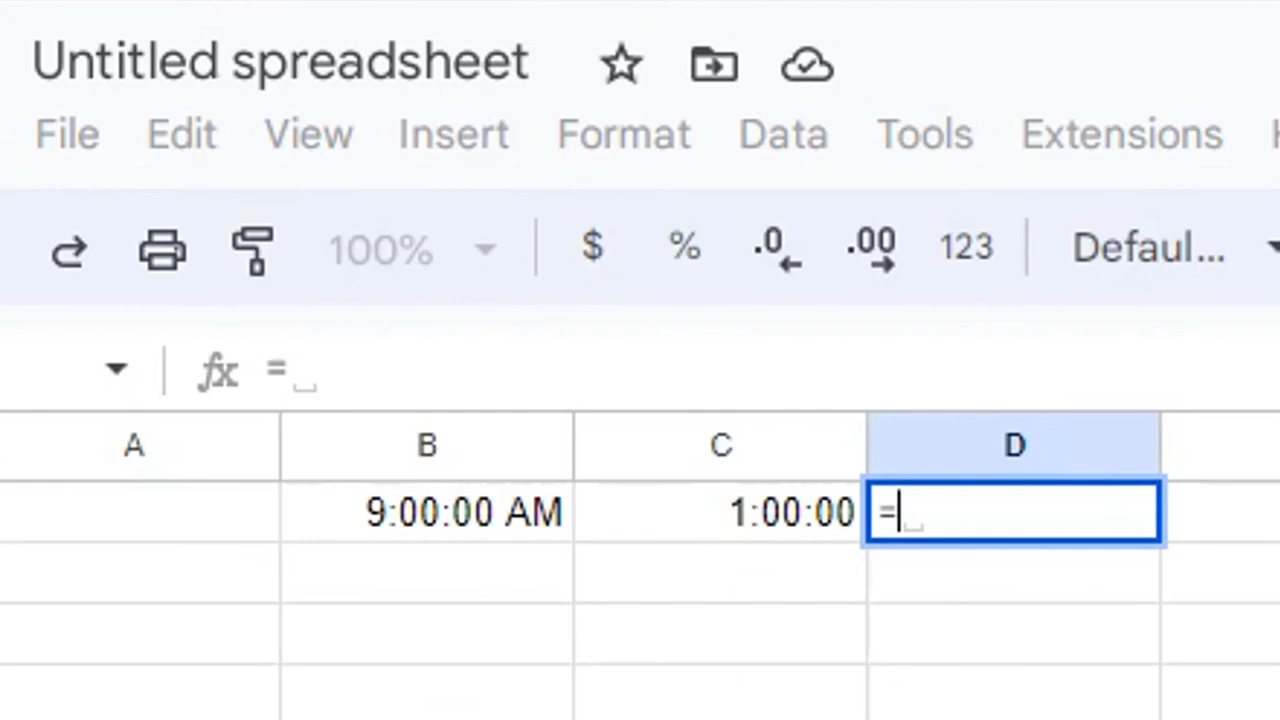 Untitled spreadsheet
File Edit View Insert Format Data Tools Extensions
100% $ % .0 .00 123 Defaul...
fx =
A B C D
9:00:00 AM 1:00:00 =